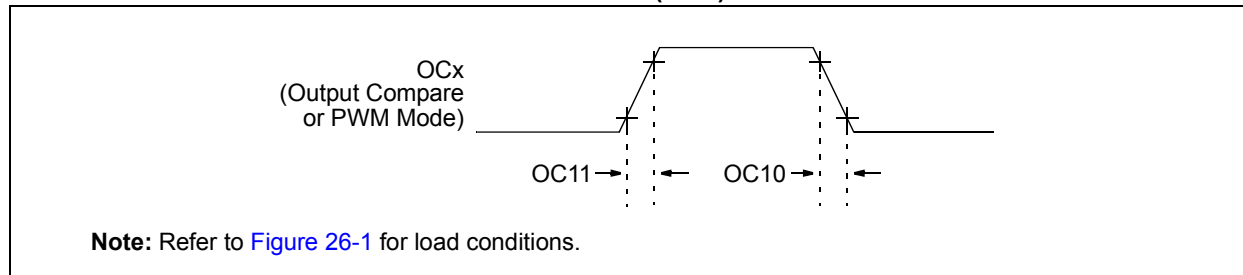 OCx
(Output Compare
or PWM Mode)
OC11
OC10
Note: Refer to Figure 26-1 for load conditions.